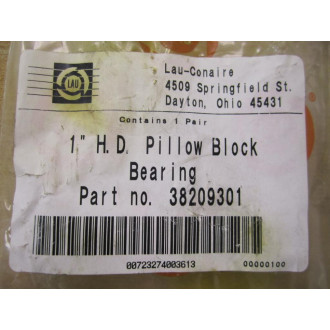 LAU
Lau-Conaire
4509 Springfield St.
Dayton, Ohio 45431
Contains 1 Pair
1" H.D. Pillow Block
Bearing
Part no. 38209301
00723274003613
00000100